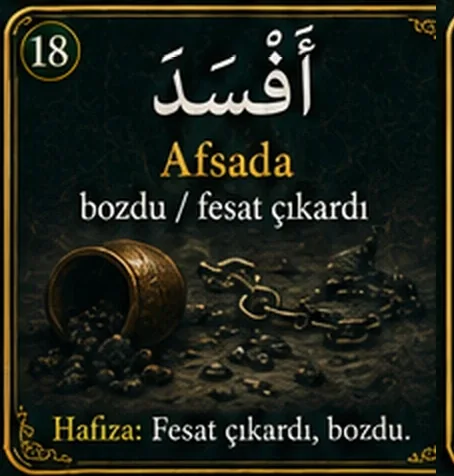 18
أَفْسَدَ
Afsada
bozdu / fesat çıkardı
Hafıza: Fesat çıkardı, bozdu.